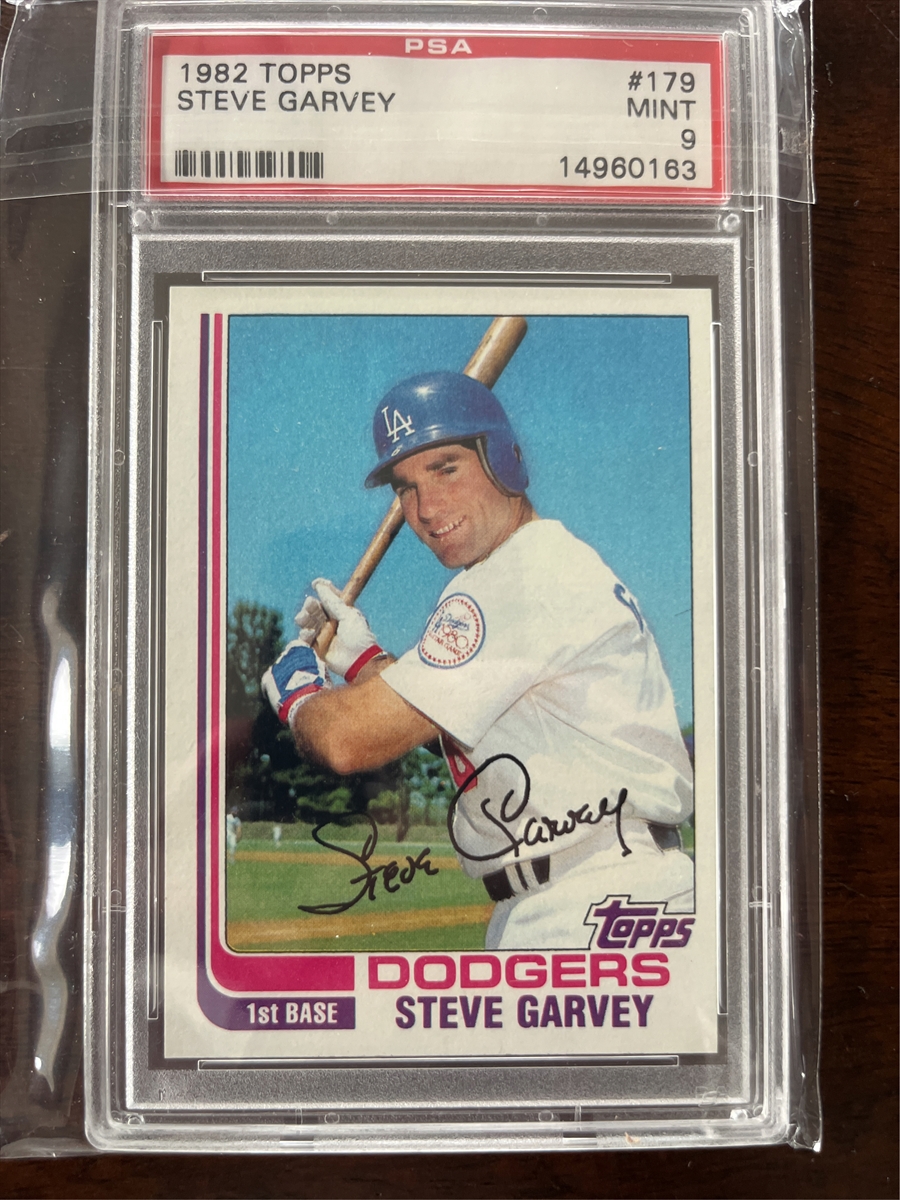 PSA
1982 TOPPS #179
STEVE GARVEY MINT
9
14960163
LA
Steve Garvey
topps
DODGERS
1st BASE STEVE GARVEY